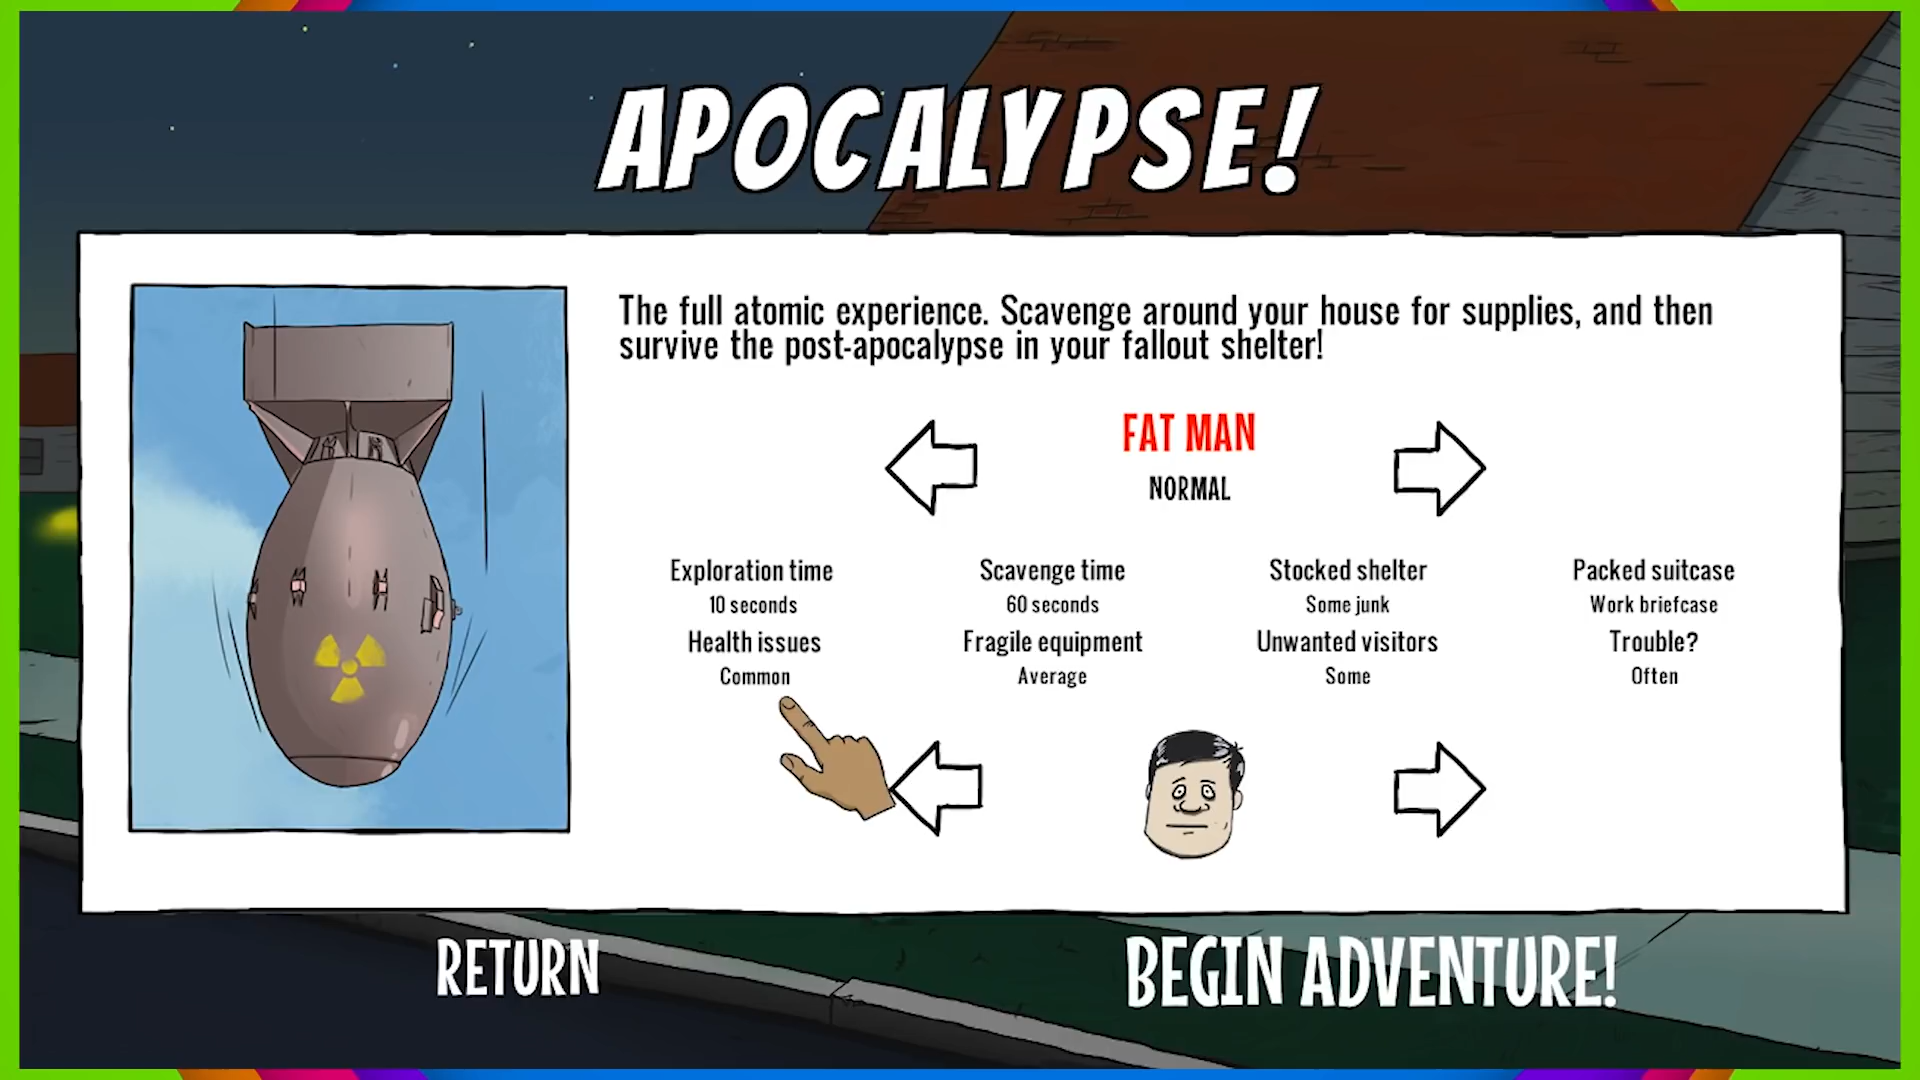 APOCALYPSE!
The full atomic experience. Scavenge around your house for supplies, and then
survive the post-apocalypse in your fallout shelter!
FAT MAN
NORMAL
Exploration time Scavenge time Stocked shelter Packed suitcase
10 seconds 60 seconds Some junk Work briefcase
Health issues Fragile equipment Unwanted visitors Trouble?
Common Average Some Often
RETURN BEGIN ADVENTURE!